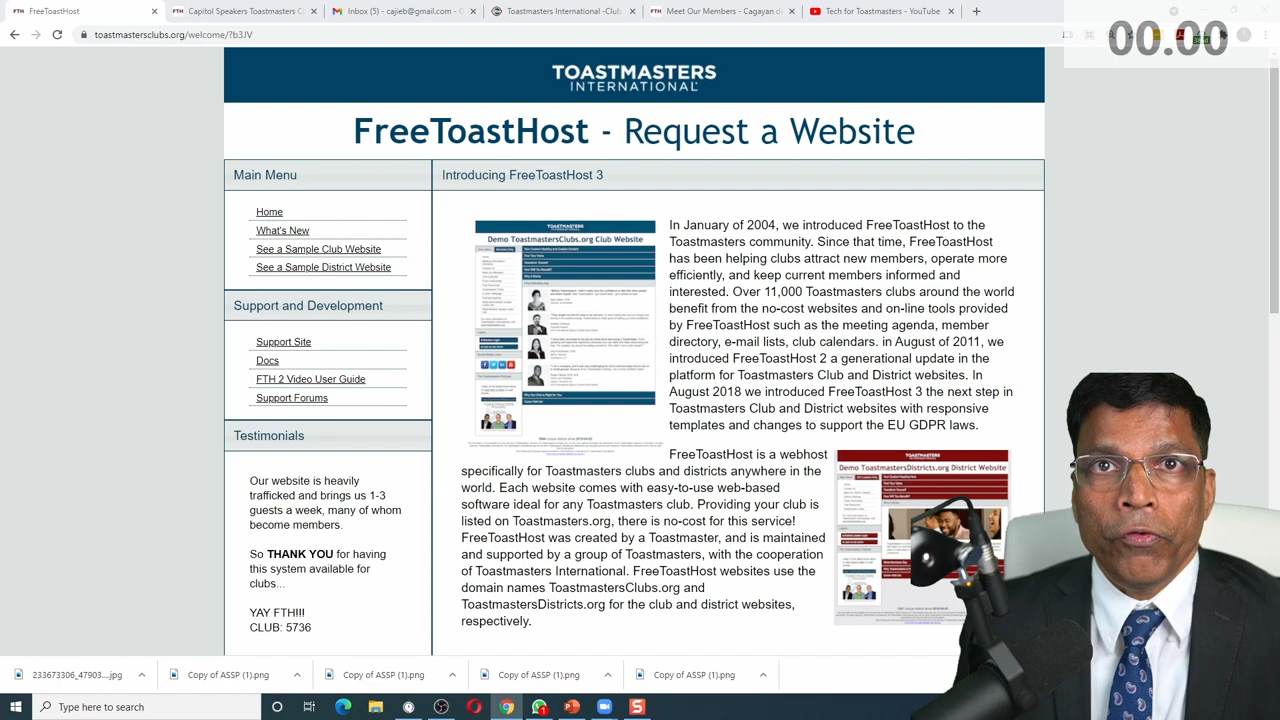 FreeToastHost
Capitol Speakers Toastmasters C
Inbox (5) - cajieb@gmail.com - G
Toastmasters International -Club
Meet Our Members - Cagayan de
Tech for Toastmasters - YouTube
toastmastersclubs.org/welcome/?b3JV
00.00
TOASTMASTERS
INTERNATIONAL
FreeToastHost - Request a Website
Main Menu
Home
What's New
See Sample Club Website
See Sample District Website
Support for FreeToastHost
Support Site
Docs
FTH Admin User Guide
Support Forums
Testimonials
Our website is heavily
trafficked and brings in 2-3
So THANK YOU for having
this system available for
clubs.
YAY FTH!!!
Introducing FreeToastHost 3
Demo ToastmastersClubs.org Club Website
In January of 2004, we introduced FreeToastHost to the
Toastmasters community. Since that time, FreeToastHost
has been helping clubs attract new members, operate more
efficiently, and keep current members informed and
interested. Over 11,000 Toastmasters clubs around the world
benefit from the no-cost websites and on-line tools provided
by Free Toast Host such as the meeting agenda, member
directory, e-mail lists, club calendars. in August of 2011, we
introduced FreeToastHost 2 a generational update in the
platform for Toastmasters Club and District websites. In
August 2018 we introduced FreeToastHost 3 the next step in
Toastmasters Club and District websites with responsive
templates and changes to support the EU GDPR laws.
Demo ToastmastersDistricts.org District Website
FreeToastHost is a webhost
specifically for Toastmasters clubs and districts anywhere in the
world. Each website comes with easy-to-use web-based
software ideal for any Toastmasters club. Providing your club is
listed on Toastmasters.org, there is no-cost for this service!
FreeToastHost was created by a Toastmaster, and is maintained
and supported by a group of Toastmasters, with the cooperation
of Toastmasters International. FreeToastHost websites use the
domain names ToastmastersClubs.org and
ToastmastersDistricts.org for the club and district websites,
respectively.
233673306_47903....jpg
Copy of ASSP (1).png
Copy of ASSP (1).png
Copy of ASSP (1).png
Copy of ASSP (1).png
Type here to search